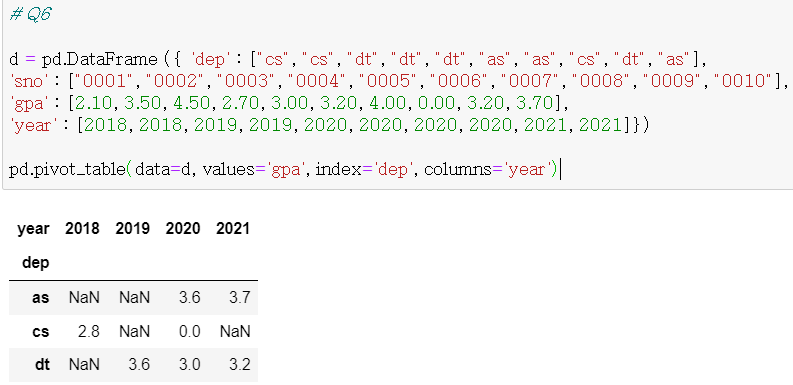 # Q6
d = pd.DataFrame ({ 'dep' : ["cs","cs","dt","dt","dt","as","as","cs","dt","as"],
'sno' : ["0001","0002","0003","0004","0005","0006","0007","0008","0009","0010"],
'gpa' : [2.10, 3.50, 4.50, 2.70, 3.00, 3.20, 4.00, 0.00, 3.20, 3.70],
'year' : [2018, 2018, 2019, 2019, 2020, 2020, 2020, 2020, 2021, 2021]})
pd.pivot_table(data=d, values='gpa', index='dep', columns='year')
year 2018 2019 2020 2021
dep
as NaN NaN 3.6 3.7
cs 2.8 NaN 0.0 NaN
dt NaN 3.6 3.0 3.2